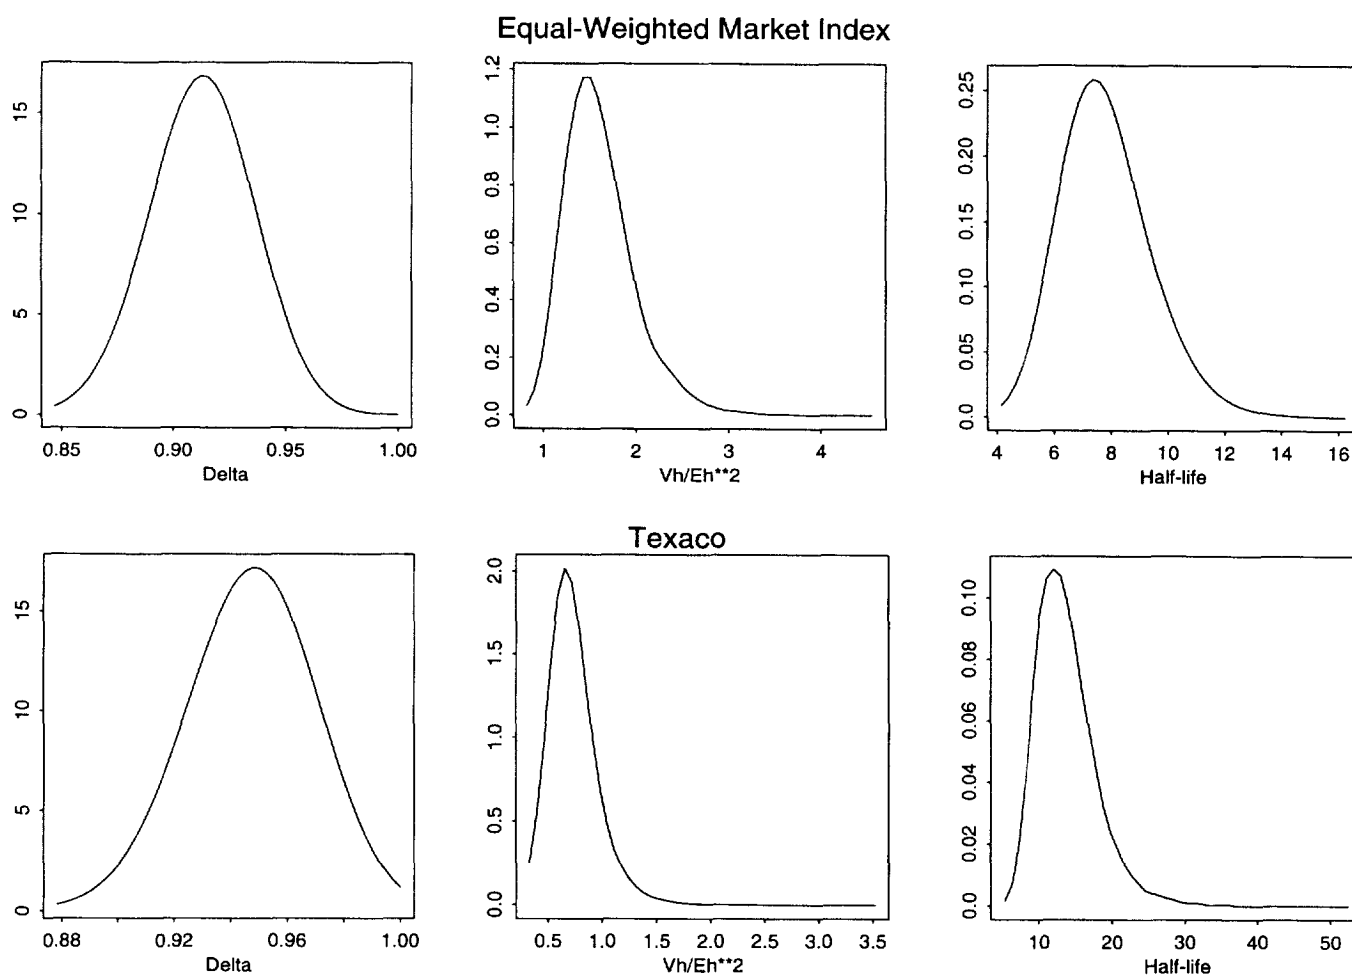 Equal-Weighted Market Index
15
10
5
0
0.85 0.90 0.95 1.00
Delta
1.2
1.0
0.8
0.6
0.4
0.2
0.0
1 2 3 4
Vh/Eh**2
0.25
0.20
0.15
0.10
0.05
0.0
4 6 8 10 12 14 16
Half-life
Texaco
15
10
5
0
0.88 0.92 0.96 1.00
Delta
2.0
1.5
1.0
0.5
0.0
0.5 1.0 1.5 2.0 2.5 3.0 3.5
Vh/Eh**2
0.10
0.08
0.06
0.04
0.02
0.0
10 20 30 40 50
Half-life